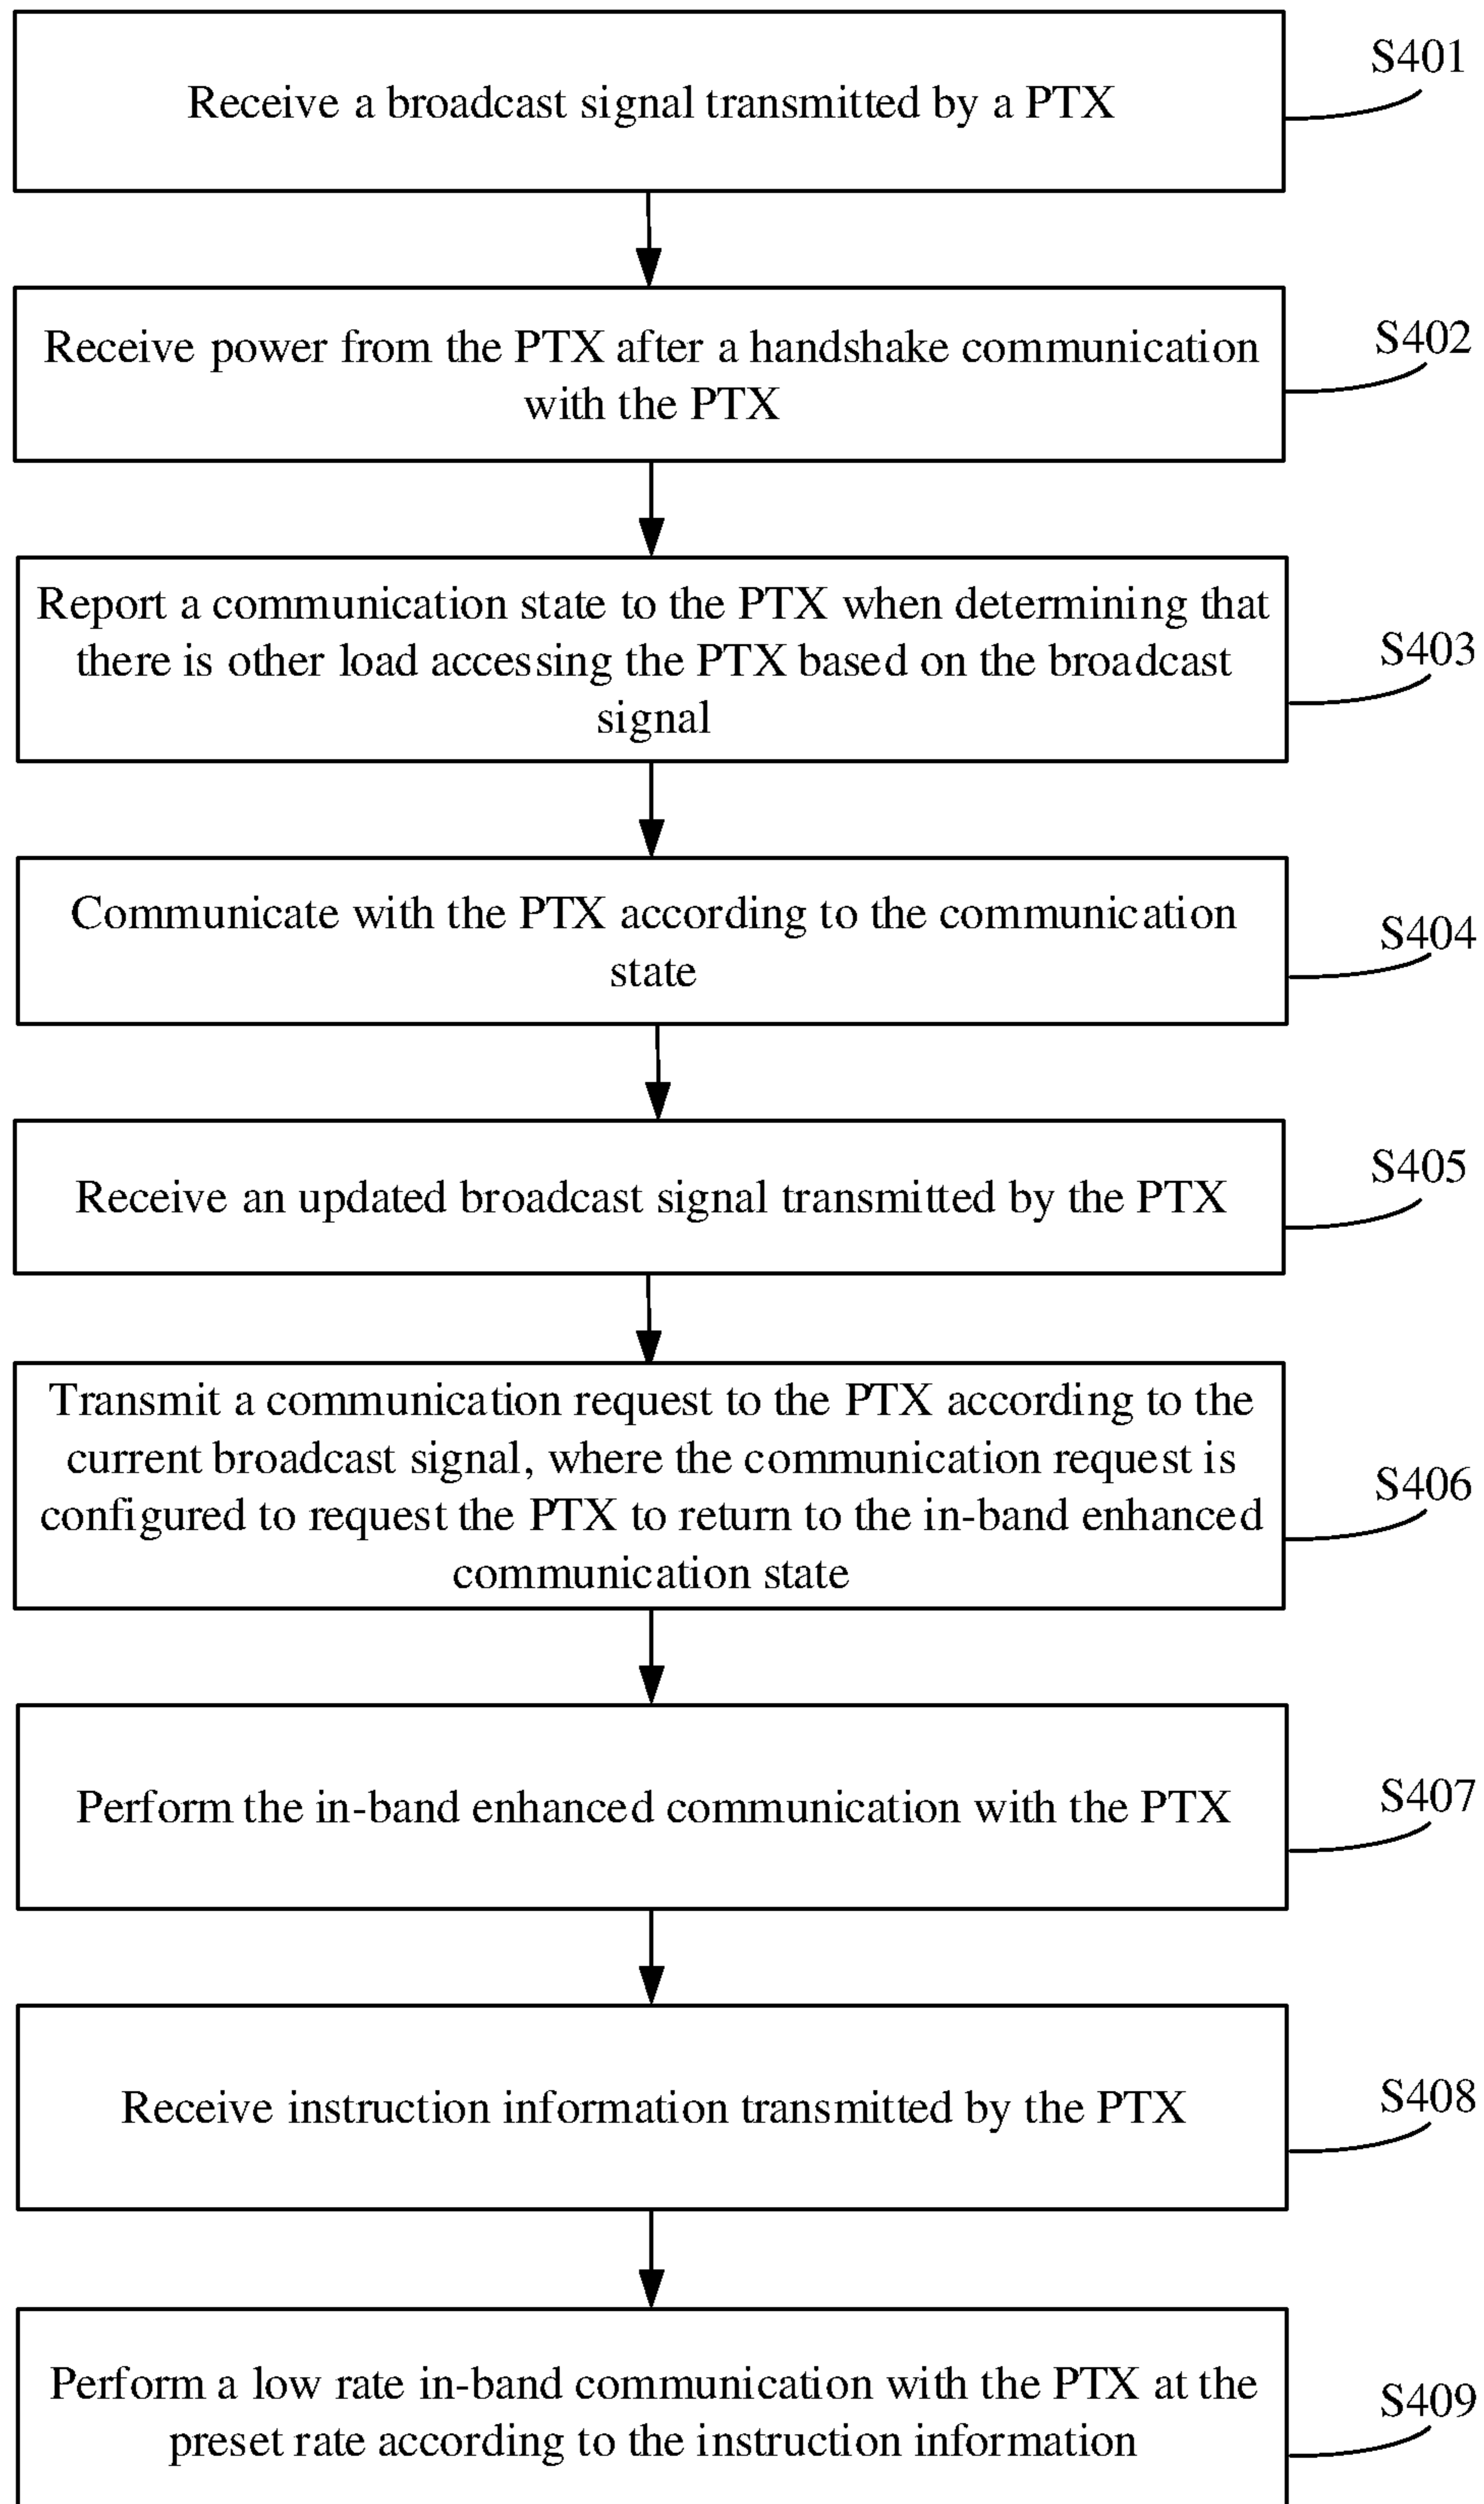 Receive a broadcast signal transmitted by a PTX
S401
Receive power from the PTX after a handshake communication
with the PTX
S402
Report a communication state to the PTX when determining that
there is other load accessing the PTX based on the broadcast
signal
S403
Communicate with the PTX according to the communication
state
S404
Receive an updated broadcast signal transmitted by the PTX
S405
Transmit a communication request to the PTX according to the
current broadcast signal, where the communication request is
configured to request the PTX to return to the in-band enhanced
communication state
S406
Perform the in-band enhanced communication with the PTX
S407
Receive instruction information transmitted by the PTX
S408
Perform a low rate in-band communication with the PTX at the
preset rate according to the instruction information
S409